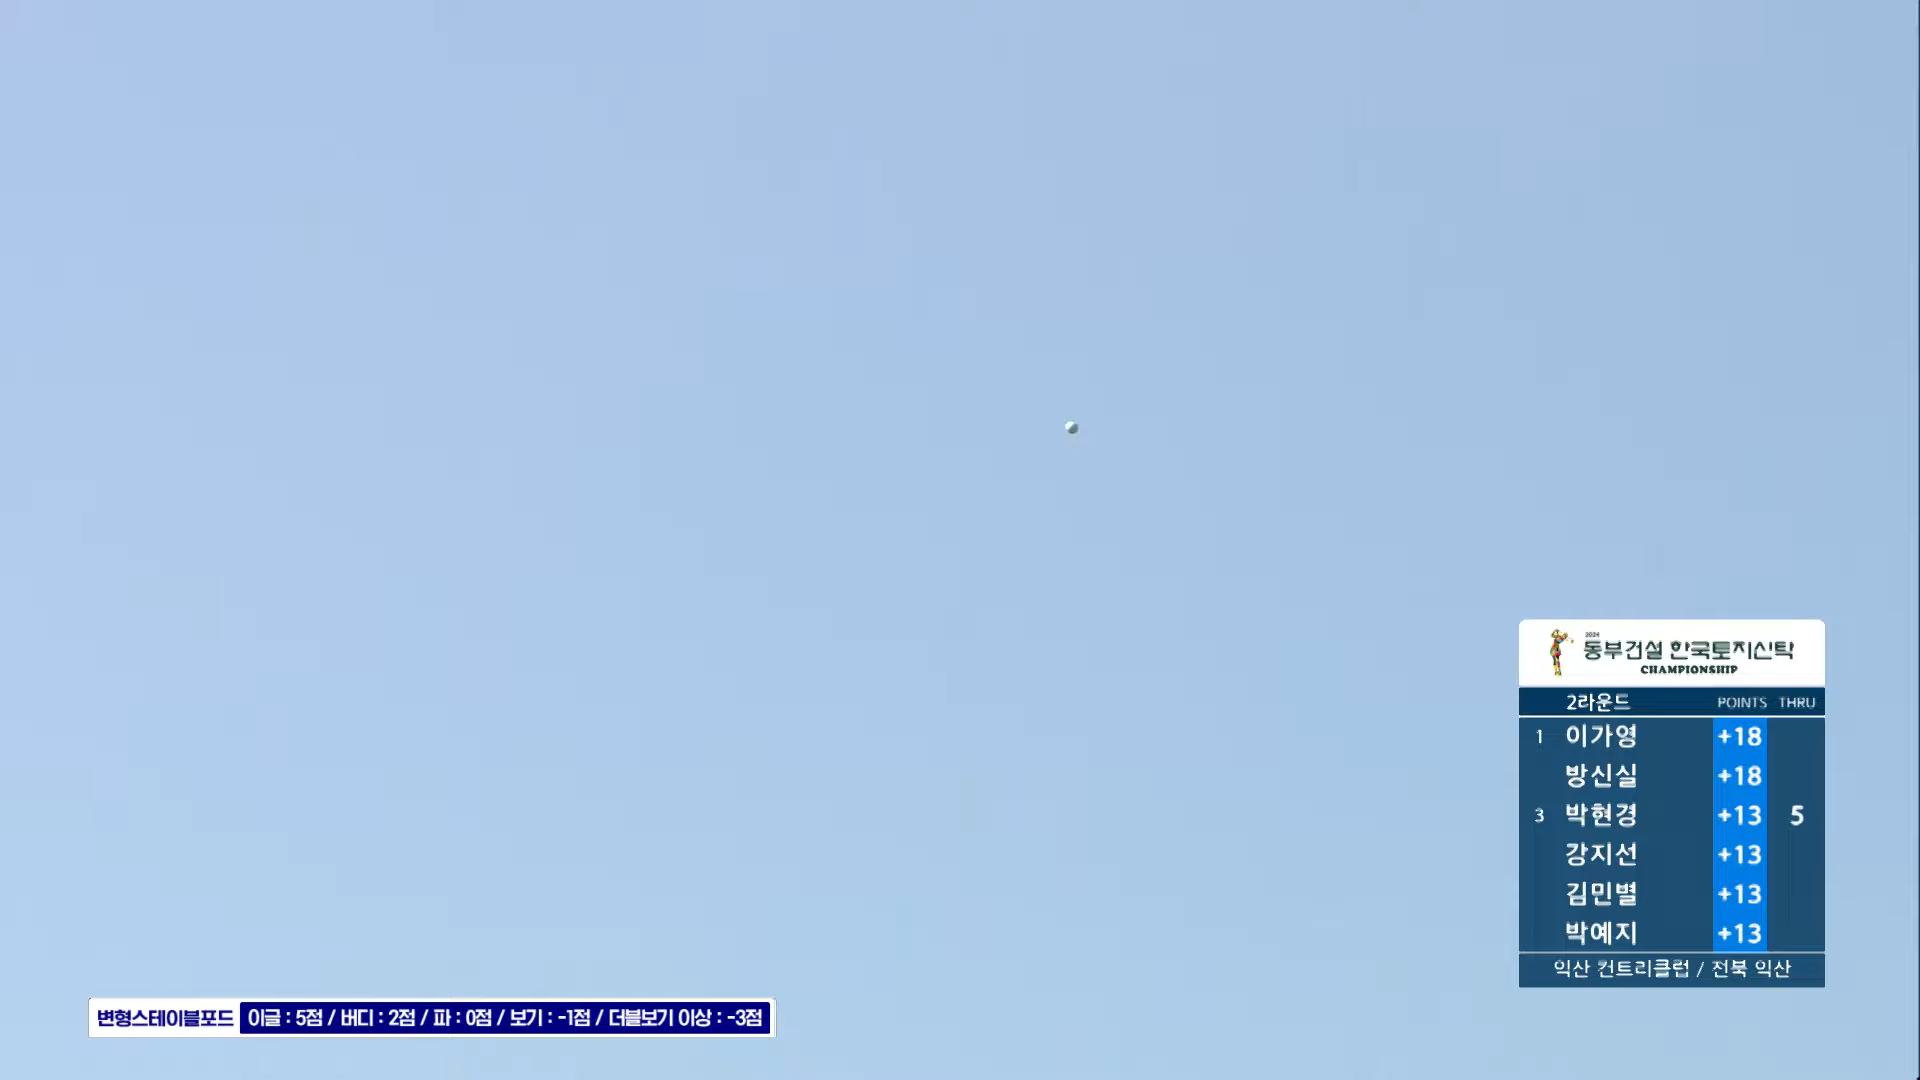 2024
동부건설 한국토지신탁
CHAMPIONSHIP
2라운드 POINTS THRU
1 이가영 +18
방신실 +18
3 박현경 +13 5
강지선 +13
김민별 +13
박예지 +13
익산 컨트리클럽 / 전북 익산
변형스테이블포드 이글 : 5점 / 버디 : 2점 / 파 : 0점 / 보기 : -1점 / 더블보기 이상 : -3점